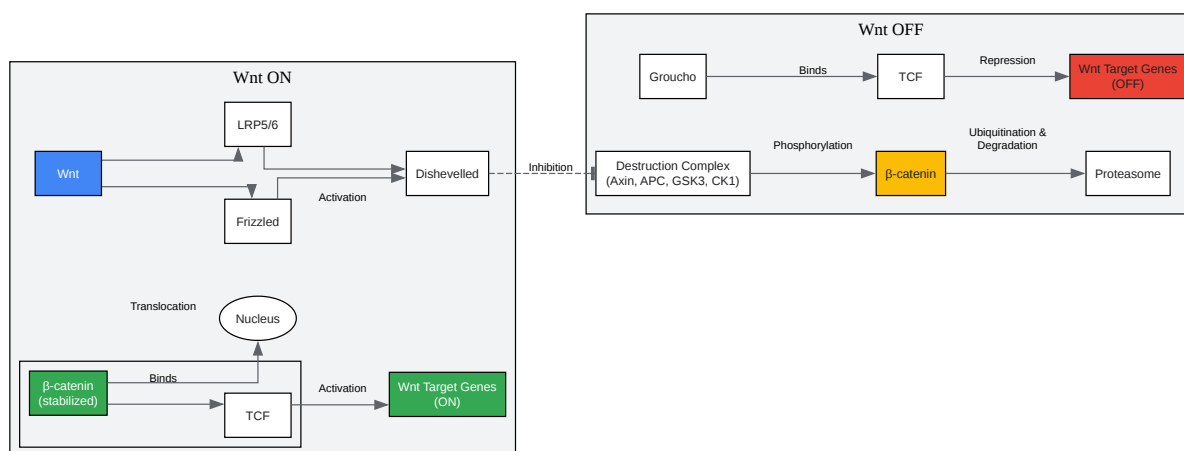 Wnt OFF
Groucho
Binds
TCF
Repression
Wnt Target Genes
(OFF)
Destruction Complex
(Axin, APC, GSK3, CK1)
Phosphorylation
β-catenin
Ubiquitination &
Degradation
Proteasome
Inhibition
Wnt ON
Wnt
LRP5/6
Frizzled
Activation
Dishevelled
Translocation
Nucleus
β-catenin
(stabilized)
Binds
TCF
Activation
Wnt Target Genes
(ON)